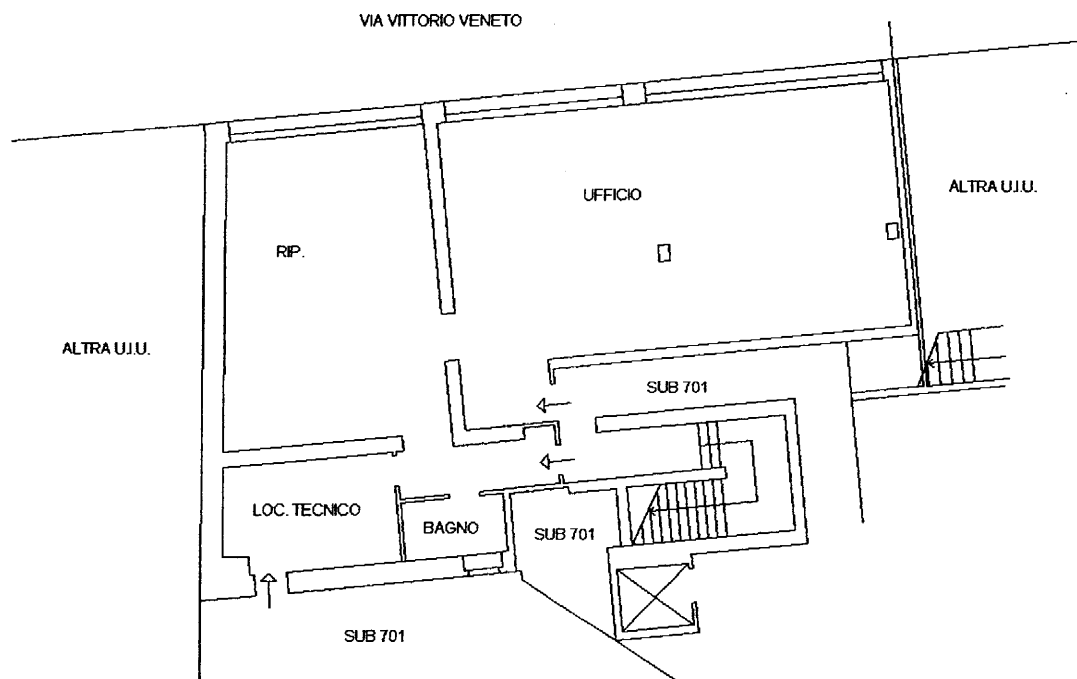 VIA VITTORIO VENETO
UFFICIO
ALTRA U.I.U.
RIP.
ALTRA U.I.U.
SUB 701
LOC. TECNICO
BAGNO
SUB 701
SUB 701